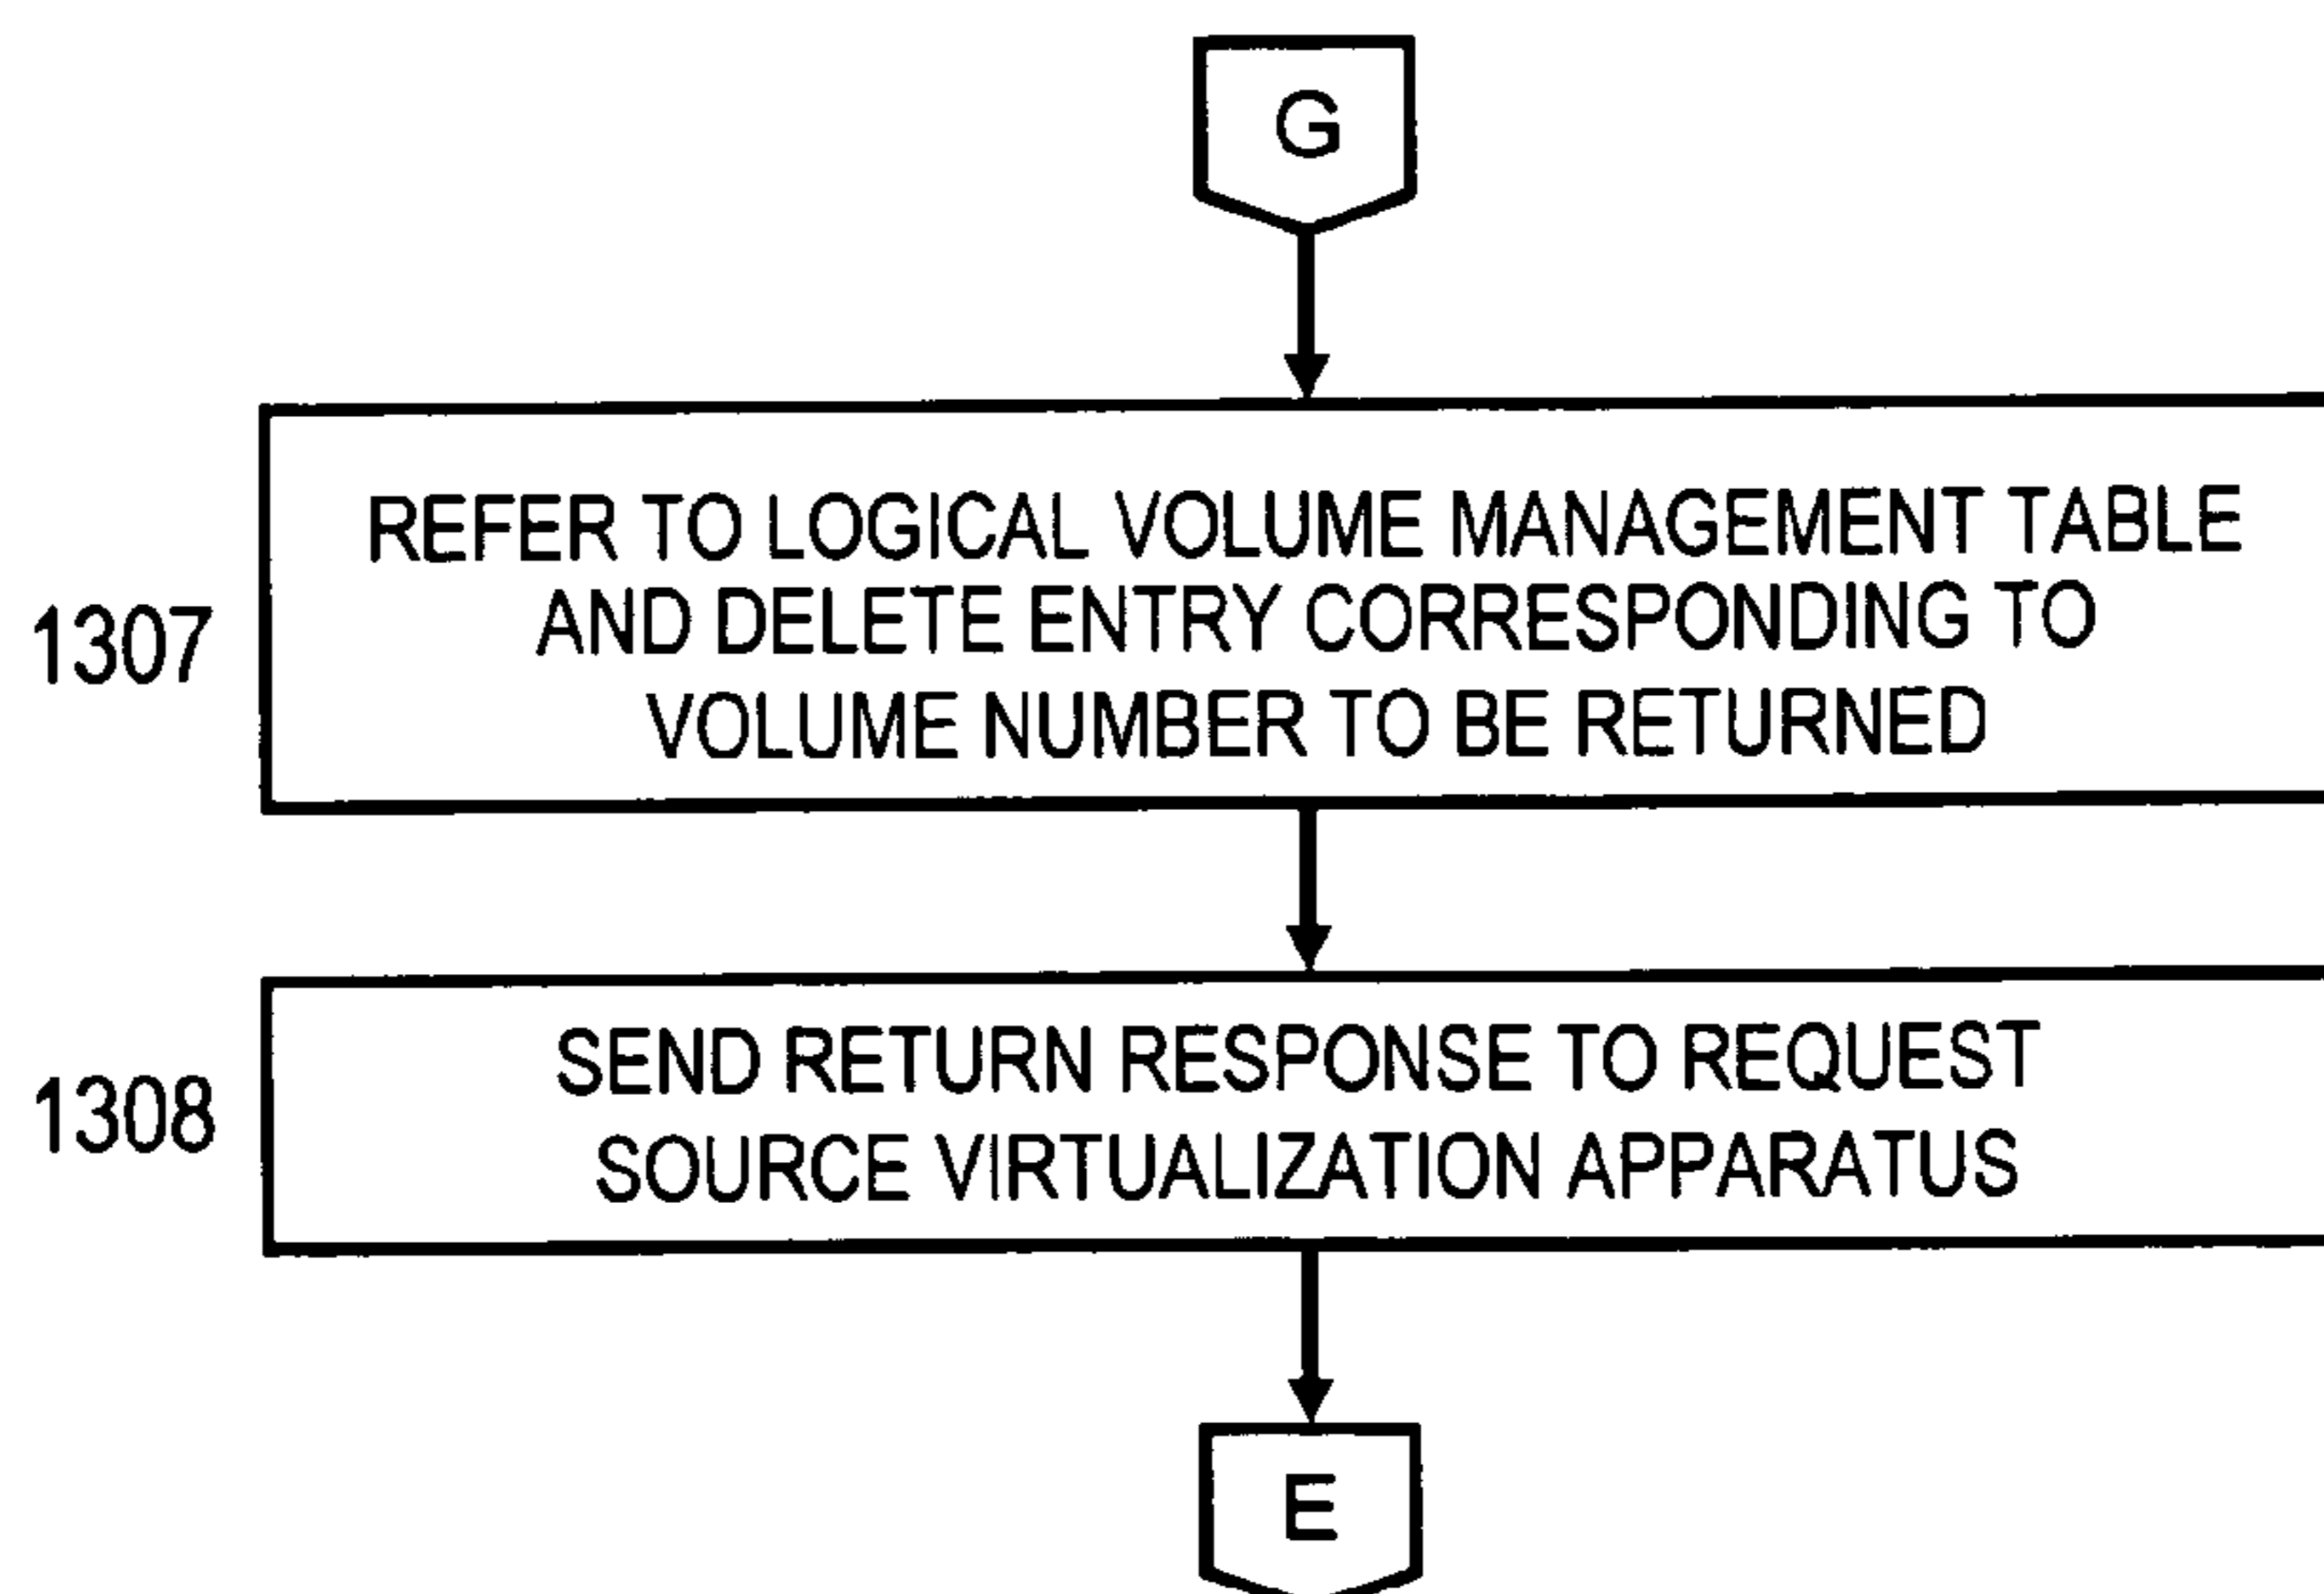 G
REFER TO LOGICAL VOLUME MANAGEMENT TABLE
AND DELETE ENTRY CORRESPONDING TO
1307
VOLUME NUMBER TO BE RETURNED
SEND RETURN RESPONSE TO REQUEST
1308
SOURCE VIRTUALIZATION APPARATUS
E